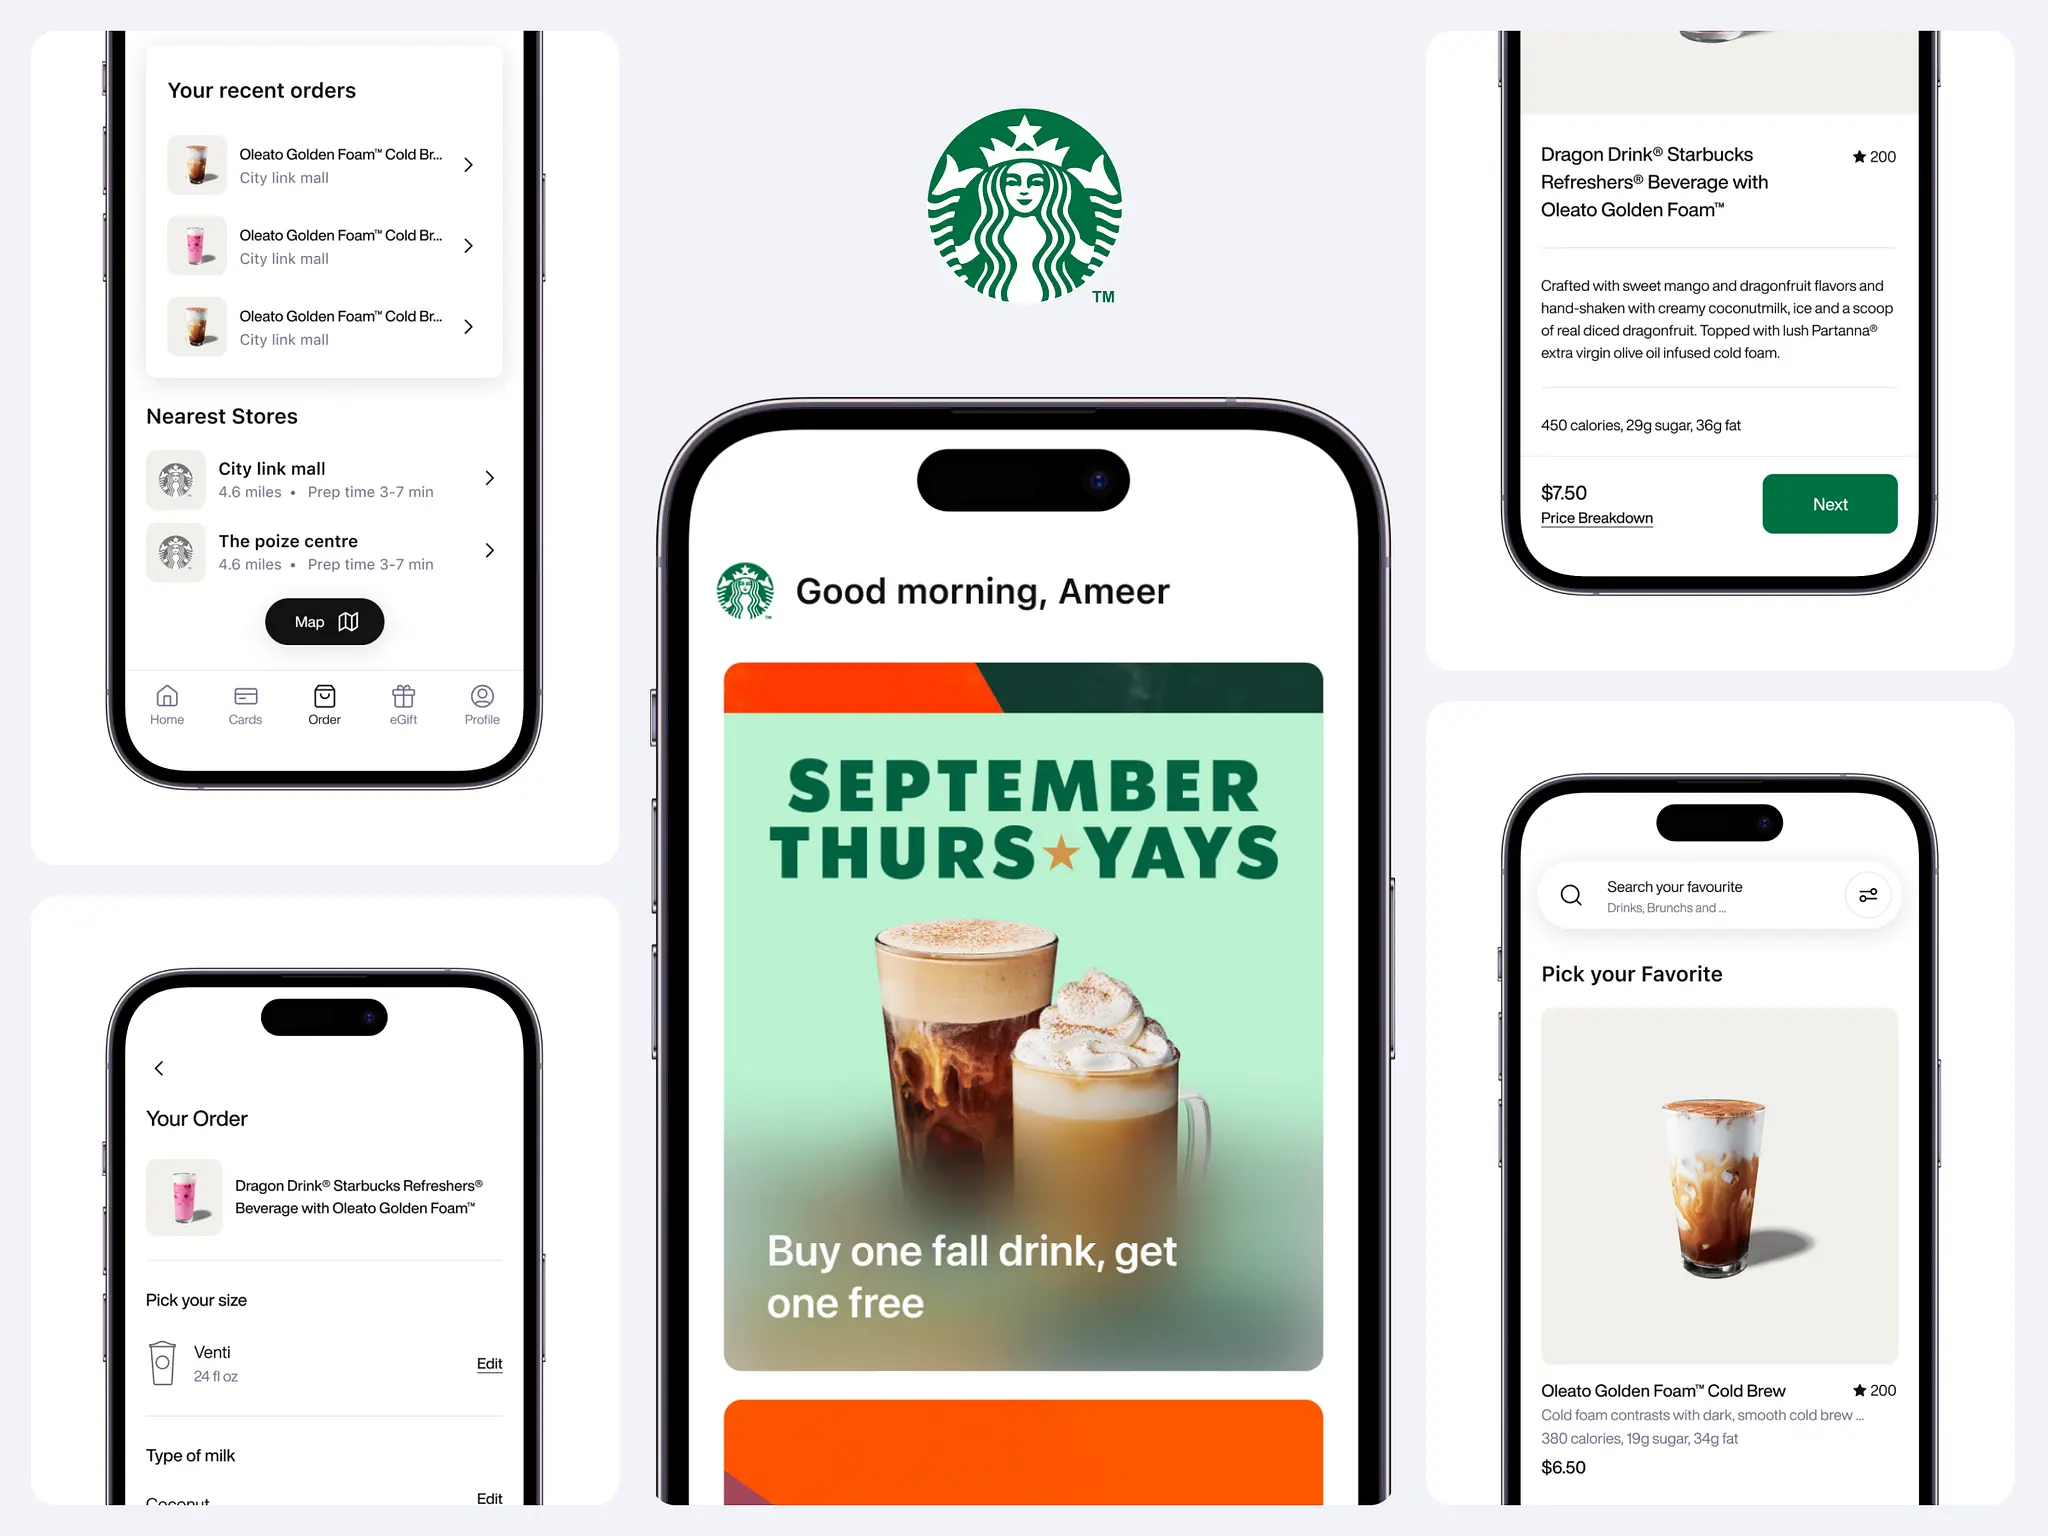 Your recent orders
Oleato Golden Foam™ Cold Br...
City link mall
Oleato Golden Foam™ Cold Br...
City link mall
Oleato Golden Foam™ Cold Br...
City link mall
Nearest Stores
City link mall
4.6 miles • Prep time 3-7 min
The poize centre
4.6 miles • Prep time 3-7 min
Map
Home Cards Order eGift Profile
Your Order
Dragon Drink® Starbucks Refreshers®
Beverage with Oleato Golden Foam™
Pick your size
Venti
24 fl oz
Edit
Type of milk
Coconut
Edit
TM
Good morning, Ameer
SEPTEMBER
THURS★YAYS
Buy one fall drink, get
one free
Dragon Drink® Starbucks
Refreshers® Beverage with
Oleato Golden Foam™
★ 200
Crafted with sweet mango and dragonfruit flavors and
hand-shaken with creamy coconutmilk, ice and a scoop
of real diced dragonfruit. Topped with lush Partanna®
extra virgin olive oil infused cold foam.
450 calories, 29g sugar, 36g fat
$7.50
Price Breakdown
Next
Search your favourite
Drinks, Brunchs and ...
Pick your Favorite
Oleato Golden Foam™ Cold Brew
★ 200
Cold foam contrasts with dark, smooth cold brew ...
380 calories, 19g sugar, 34g fat
$6.50